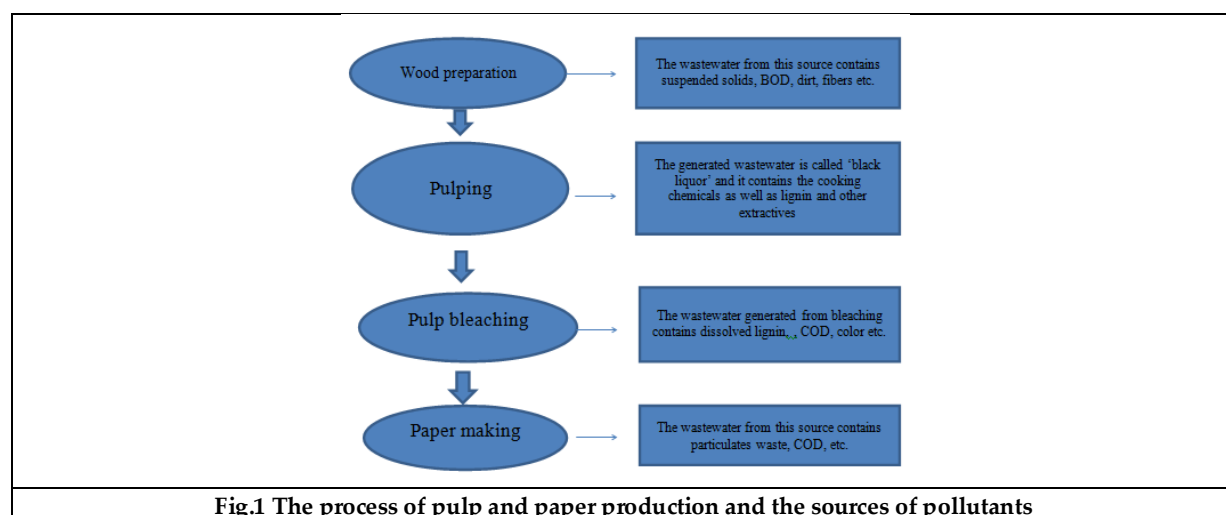 Wood preparation
The wastewater from this source contains
suspended solids, BOD, dirt, fibers etc.
Pulping
The generated wastewater is called ‘black
liquor’ and it contains the cooking
chemicals as well as lignin and other
extractives
Pulp bleaching
The wastewater generated from bleaching
contains dissolved lignin, , COD, color etc.
Paper making
The wastewater from this source contains
particulates waste, COD, etc.
Fig.1 The process of pulp and paper production and the sources of pollutants